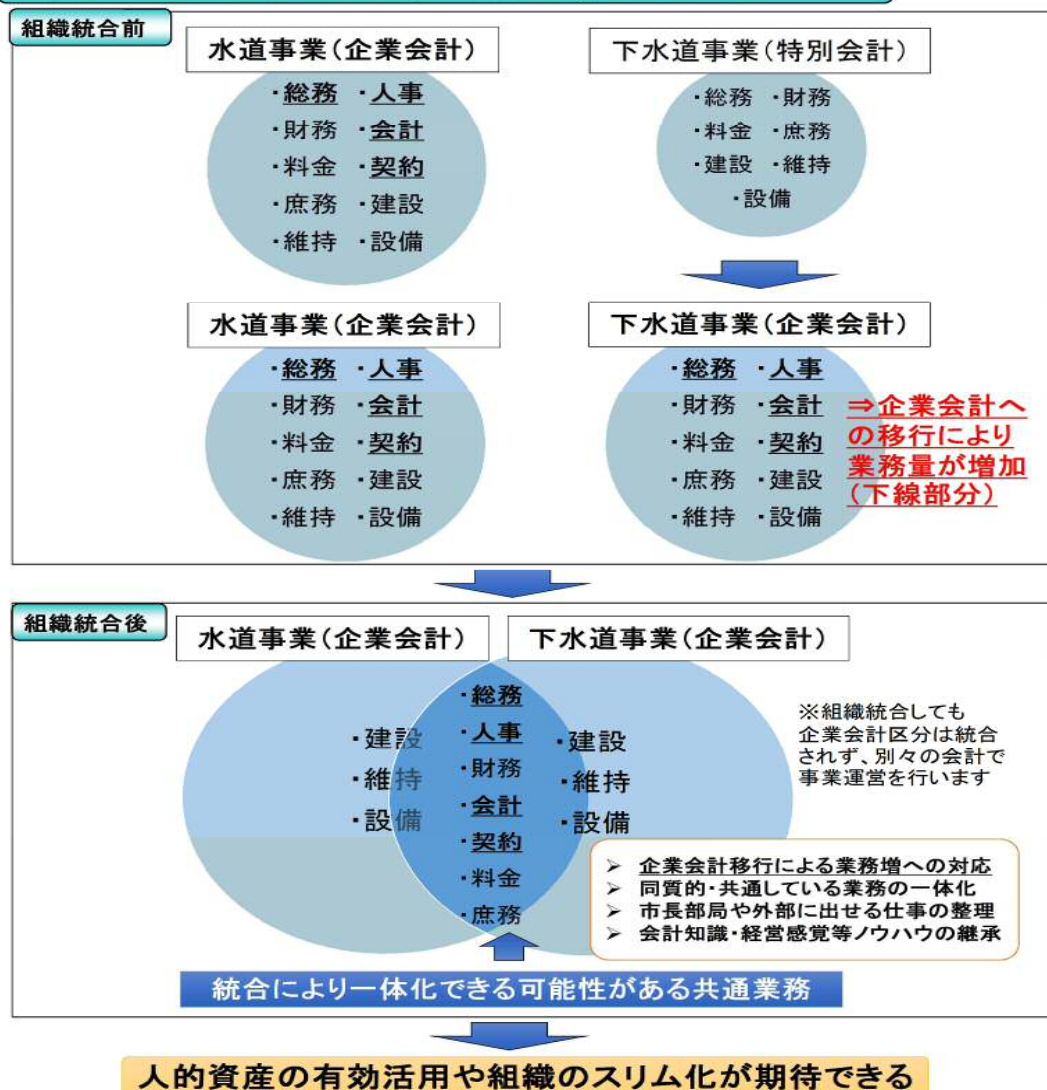 組織統合前
水道事業(企業会計)
・総務 ・人事
・財務 ・会計
・料金 ・契約
・庶務 ・建設
・維持 ・設備
下水道事業(特別会計)
・総務 ・財務
・料金 ・庶務
・建設 ・維持
・設備
水道事業(企業会計)
・総務 ・人事
・財務 ・会計
・料金 ・契約
・庶務 ・建設
・維持 ・設備
下水道事業(企業会計)
・総務 ・人事
・財務 ・会計
・料金 ・契約
・庶務 ・建設
・維持 ・設備
⇒企業会計へ
の移行により
業務量が増加
(下線部分)
組織統合後
水道事業(企業会計)
下水道事業(企業会計)
・建設
・維持
・設備
・総務
・人事
・財務
・会計
・契約
・料金
・庶務
・建設
・維持
・設備
※組織統合しても
企業会計区分は統合
されず、別々の会計で
事業運営を行います
➢ 企業会計移行による業務増への対応
➢ 同質的・共通している業務の一体化
➢ 市長部局や外部に出せる仕事の整理
➢ 会計知識・経営感覚等ノウハウの継承
統合により一体化できる可能性がある共通業務
人的資産の有効活用や組織のスリム化が期待できる